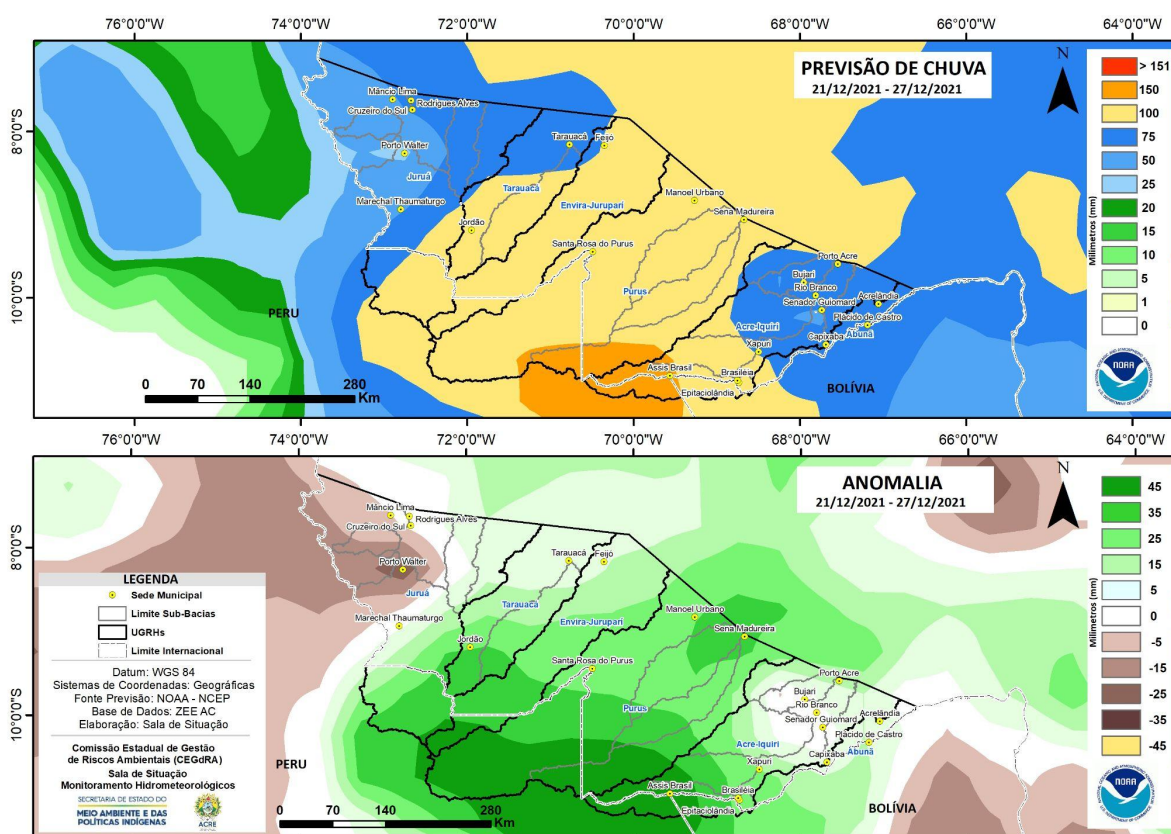 76°0'0"W 74°0'0"W 72°0'0"W 70°0'0"W 68°0'0"W 66°0'0"W 64°0'0"W
PREVISÃO DE CHUVA
21/12/2021 - 27/12/2021
N
> 151
150
100
75
50
25
20
15
10
5
1
0
Milímetros (mm)
NOAA
8°0'0"S
10°0'0"S
Máncio Lima
Rodrigues Alves
Cruzeiro do Sul
Porto Walter
Juruá
Marechal Thaumaturgo
Tarauacá
Feijó
Tarauacá
Envira-Jurupari
Jordão
Manoel Urbano
Sena Madureira
Santa Rosa do Purus
Purus
Porto Acre
Bujari
Rio Branco
Senador Guiomard
Acrelândia
Plácido de Castro
Acre-Iquiri
Abunã
Capixaba
Xapuri
Assis Brasil
Brasiléia
Epitaciolândia
PERU
BOLÍVIA
0 70 140 280
Km
76°0'0"W 74°0'0"W 72°0'0"W 70°0'0"W 68°0'0"W 66°0'0"W 64°0'0"W
ANOMALIA
21/12/2021 - 27/12/2021
N
45
35
25
15
5
0
-5
-15
-25
-35
-45
Milímetros (mm)
NOAA
8°0'0"S
10°0'0"S
Máncio Lima
Rodrigues Alves
Cruzeiro do Sul
Porto Walter
Juruá
Marechal Thaumaturgo
Tarauacá
Feijó
Tarauacá
Envira-Jurupari
Jordão
Manoel Urbano
Sena Madureira
Santa Rosa do Purus
Purus
Porto Acre
Bujari
Rio Branco
Senador Guiomard
Acrelândia
Plácido de Castro
Acre-Iquiri
Abunã
Capixaba
Xapuri
Assis Brasil
Brasiléia
Epitaciolândia
PERU
BOLÍVIA
0 70 140 280
Km
LEGENDA
Sede Municipal
Limite Sub-Bacias
UGRHs
Limite Internacional
Datum: WGS 84
Sistemas de Coordenadas: Geográficas
Fonte Previsão: NOAA - NCEP
Base de Dados: ZEE AC
Elaboração: Sala de Situação
Comissão Estadual de Gestão
de Riscos Ambientais (CEGdRA)
Sala de Situação
Monitoramento Hidrometeorológicos
SECRETARIA DE ESTADO DO
MEIO AMBIENTE E DAS
POLÍTICAS INDÍGENAS
ACRE